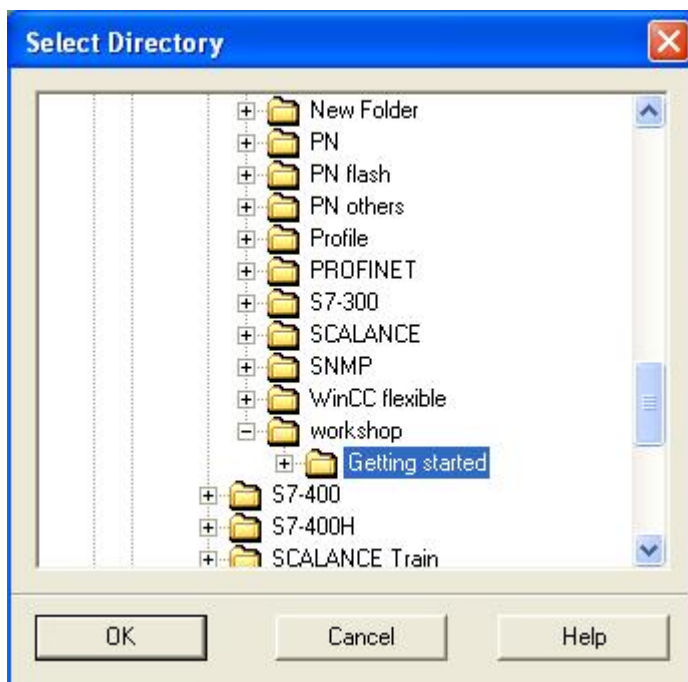 Select Directory
New Folder
PN
PN flash
PN others
Profile
PROFINET
S7-300
SCALANCE
SNMP
WinCC flexible
workshop
Getting started
S7-400
S7-400H
SCALANCE Train
OK
Cancel
Help